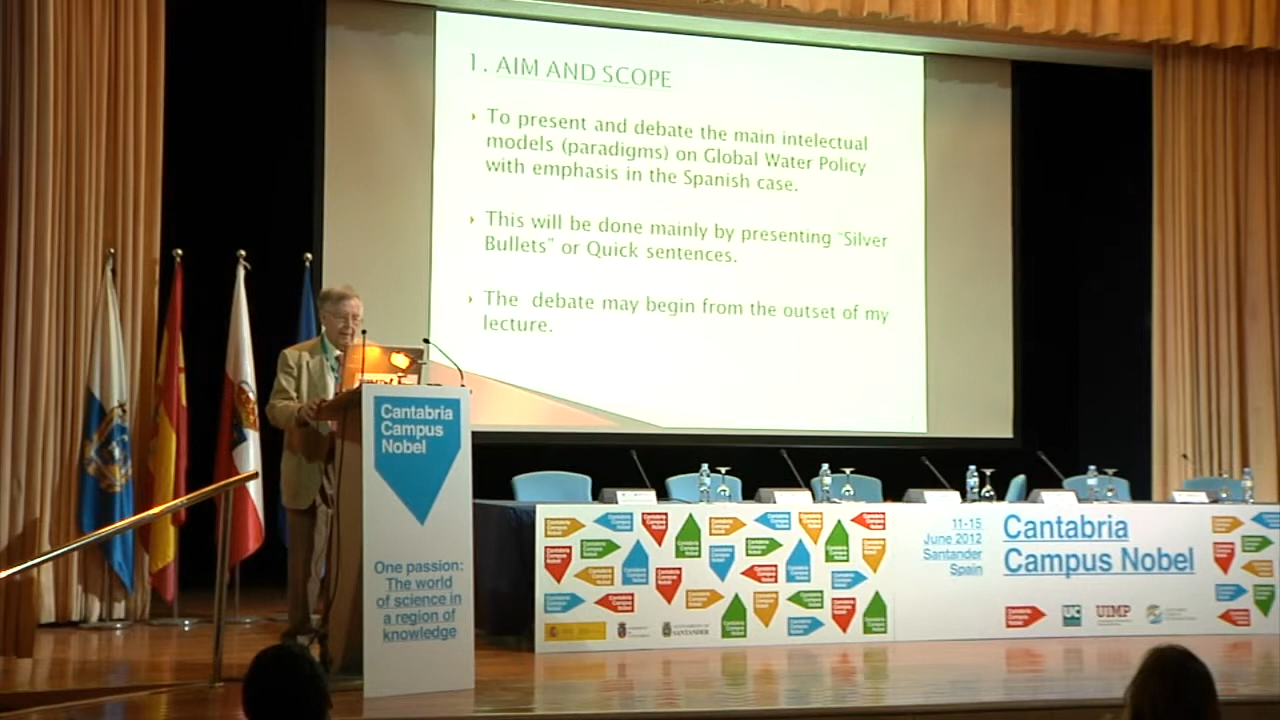 1. AIM AND SCOPE
To present and debate the main intelectual
models (paradigms) on Global Water Policy
with emphasis in the Spanish case.
This will be done mainly by presenting "Silver
Bullets" or Quick sentences.
The debate may begin from the outset of my
lecture.
Cantabria
Campus
Nobel
One passion:
The world
of science in
a region of
knowledge
11-15
June 2012
Santander
Spain
Cantabria
Campus Nobel
UC
UIMP
SANTANDER